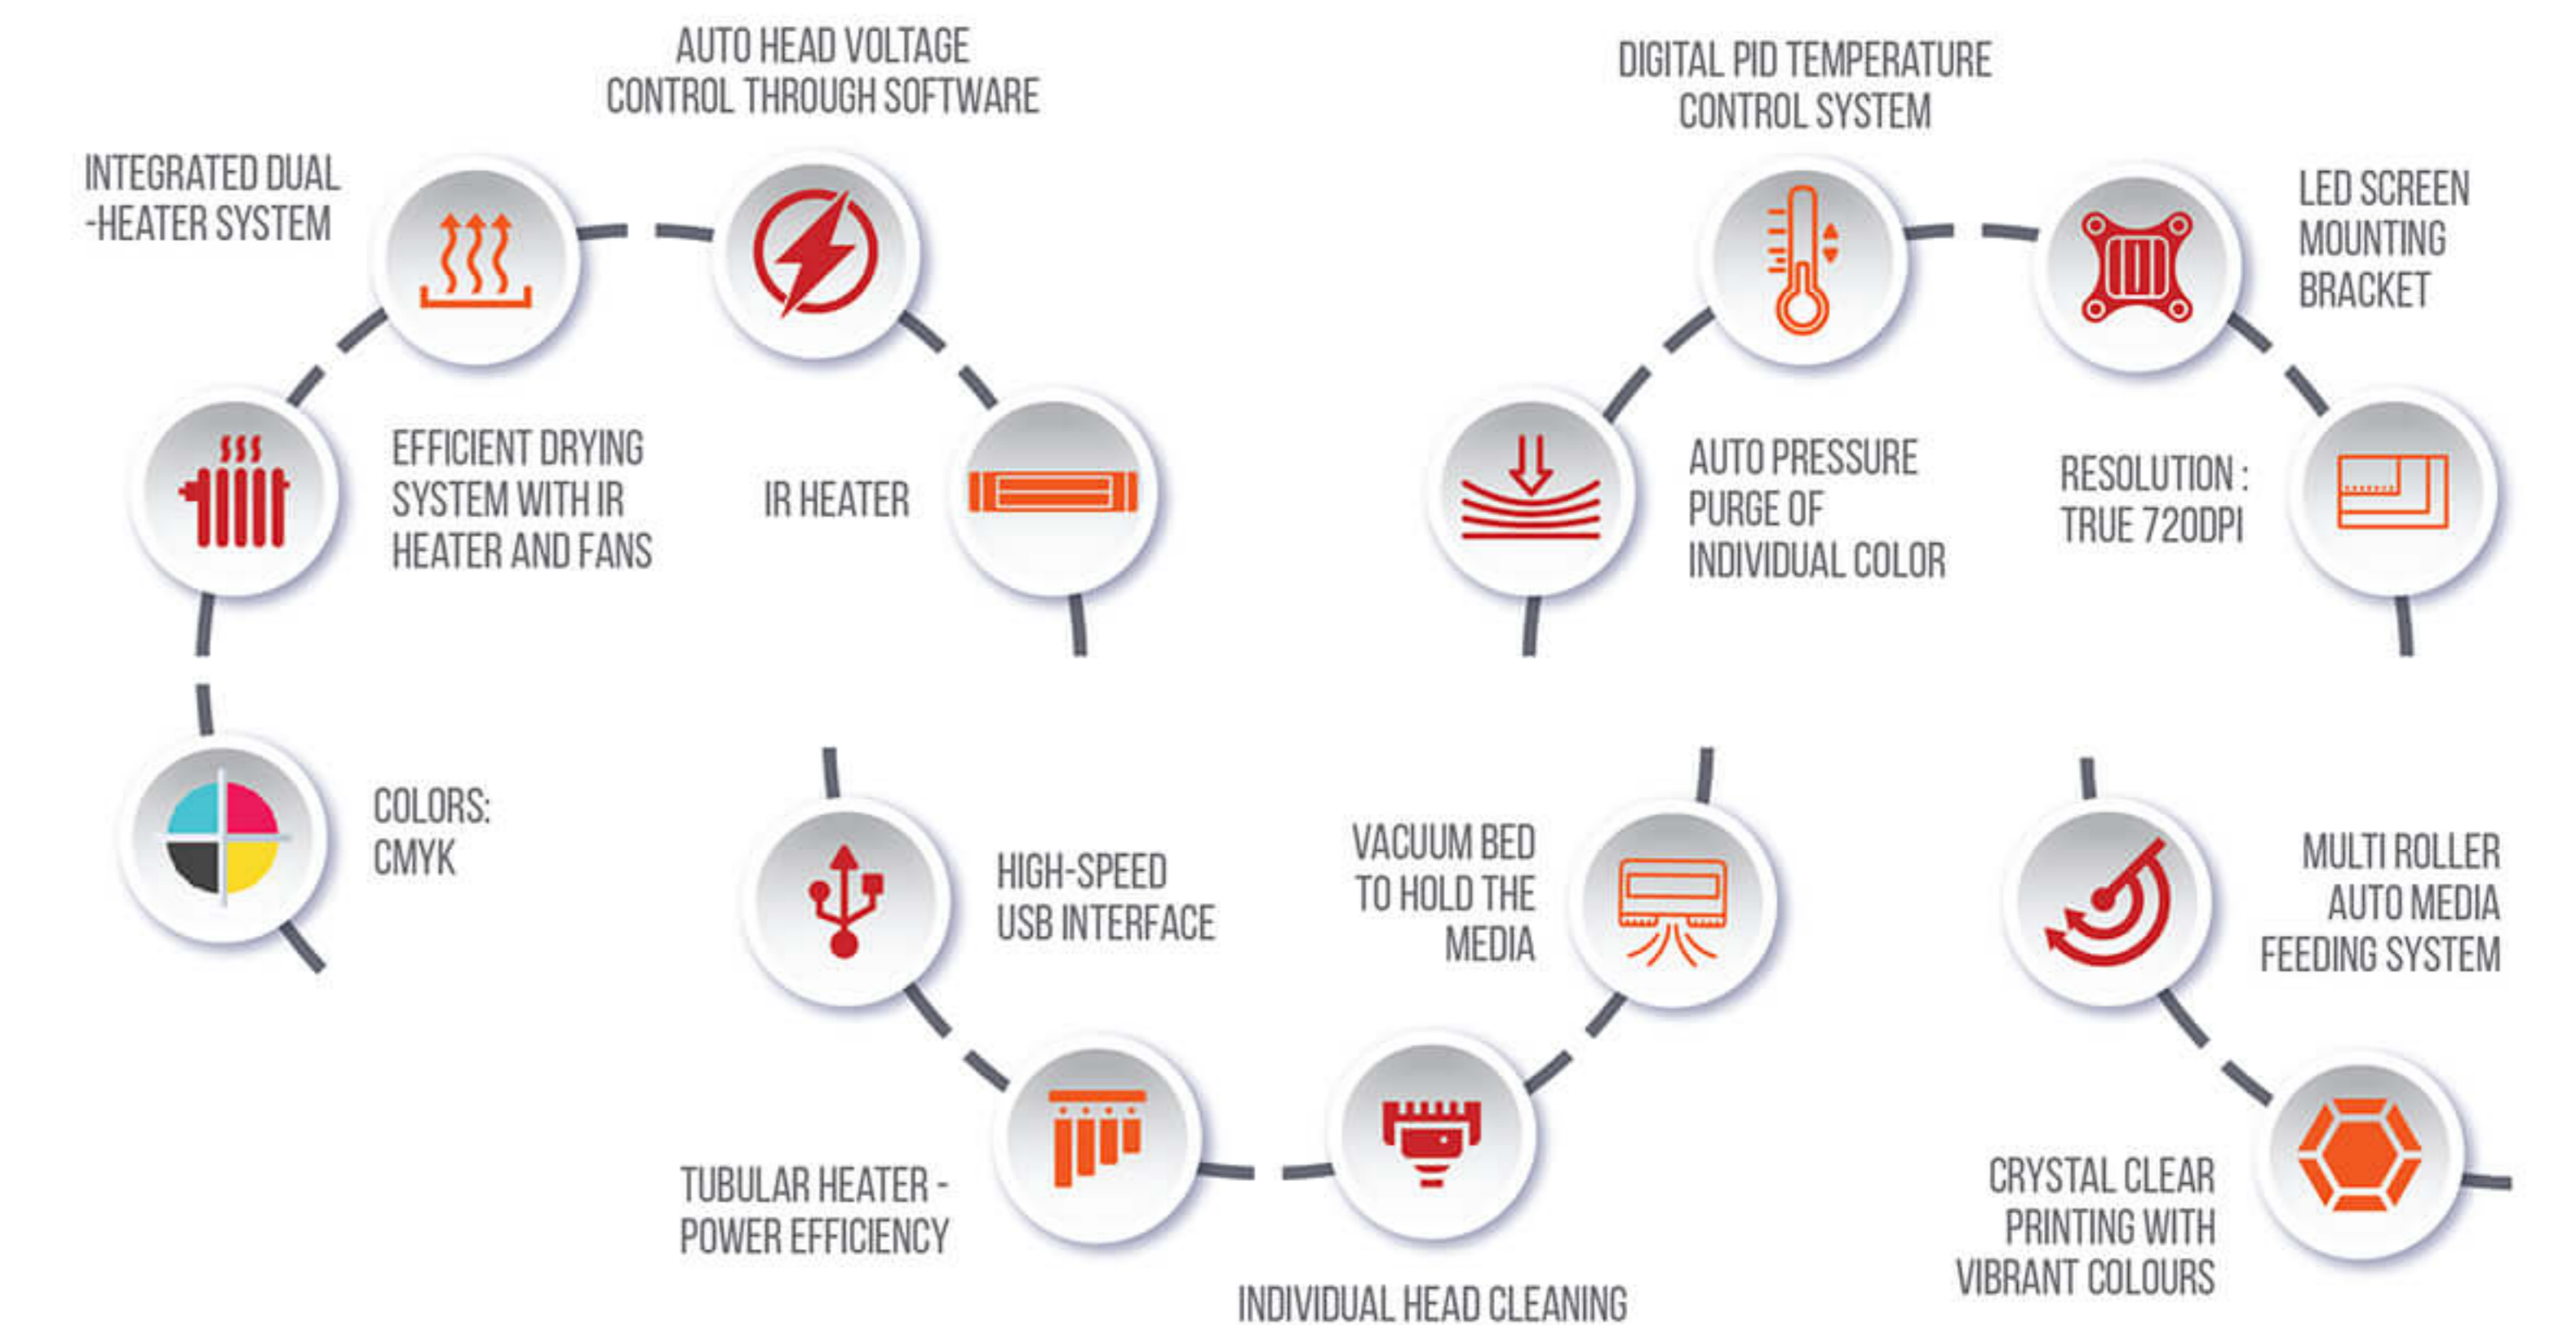 AUTO HEAD VOLTAGE
CONTROL THROUGH SOFTWARE
INTEGRATED DUAL
-HEATER SYSTEM
EFFICIENT DRYING
SYSTEM WITH IR
HEATER AND FANS
IR HEATER
COLORS:
CMYK
DIGITAL PID TEMPERATURE
CONTROL SYSTEM
LED SCREEN
MOUNTING
BRACKET
AUTO PRESSURE
PURGE OF
INDIVIDUAL COLOR
RESOLUTION :
TRUE 720DPI
HIGH-SPEED
USB INTERFACE
VACUUM BED
TO HOLD THE
MEDIA
MULTI ROLLER
AUTO MEDIA
FEEDING SYSTEM
TUBULAR HEATER -
POWER EFFICIENCY
INDIVIDUAL HEAD CLEANING
CRYSTAL CLEAR
PRINTING WITH
VIBRANT COLOURS